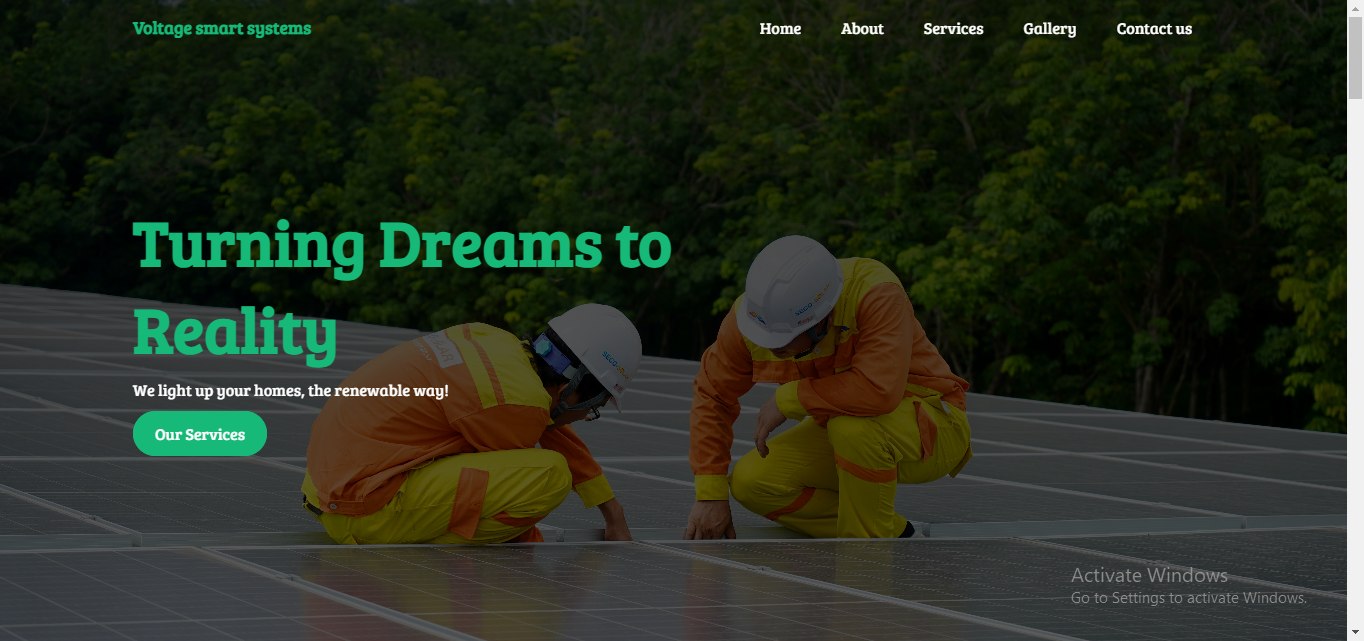 Voltage smart systems
Home About Services Gallery Contact us
Turning Dreams to
Reality
We light up your homes, the renewable way!
Our Services
Activate Windows
Go to Settings to activate Windows.